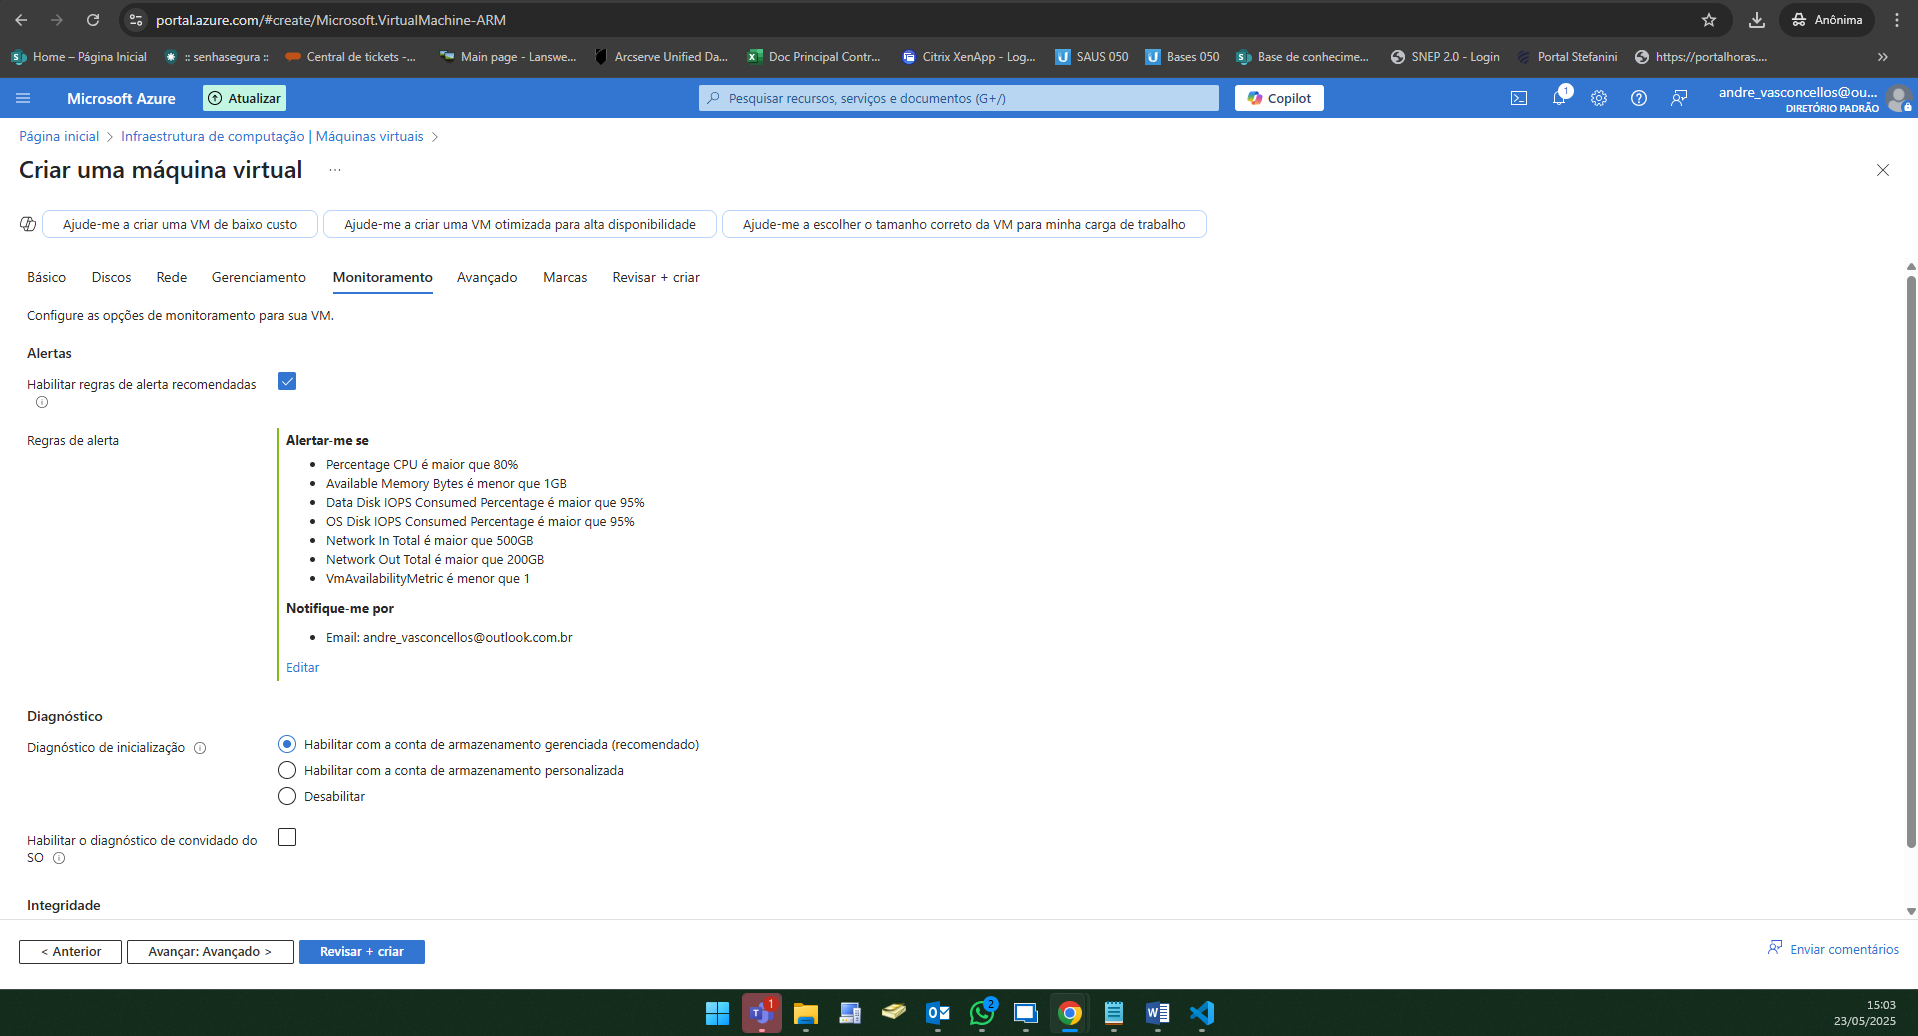 portal.azure.com/#create/Microsoft.VirtualMachine-ARM
Anônima
Home – Página Inicial
:: senhasegura ::
Central de tickets -...
Main page - Lanswe...
Arcserve Unified Da...
Doc Principal Contr...
Citrix XenApp - Log...
SAUS 050
Bases 050
Base de conhecime...
SNEP 2.0 - Login
Portal Stefanini
https://portalhoras....
Microsoft Azure
Atualizar
Pesquisar recursos, serviços e documentos (G+/)
Copilot
1
andre_vasconcellos@ou...
DIRETÓRIO PADRÃO
Página inicial > Infraestrutura de computação | Máquinas virtuais >
Criar uma máquina virtual ...
Ajude-me a criar uma VM de baixo custo
Ajude-me a criar uma VM otimizada para alta disponibilidade
Ajude-me a escolher o tamanho correto da VM para minha carga de trabalho
Básico
Discos
Rede
Gerenciamento
Monitoramento
Avançado
Marcas
Revisar + criar
Configure as opções de monitoramento para sua VM.
Alertas
Habilitar regras de alerta recomendadas
Regras de alerta
Alertar-me se
• Percentage CPU é maior que 80%
• Available Memory Bytes é menor que 1GB
• Data Disk IOPS Consumed Percentage é maior que 95%
• OS Disk IOPS Consumed Percentage é maior que 95%
• Network In Total é maior que 500GB
• Network Out Total é maior que 200GB
• VmAvailabilityMetric é menor que 1
Notifique-me por
• Email: andre_vasconcellos@outlook.com.br
Editar
Diagnóstico
Diagnóstico de inicialização
Habilitar com a conta de armazenamento gerenciada (recomendado)
Habilitar com a conta de armazenamento personalizada
Desabilitar
Habilitar o diagnóstico de convidado do
SO
Integridade
< Anterior
Avançar: Avançado >
Revisar + criar
Enviar comentários
1
2
15:03
23/05/2025